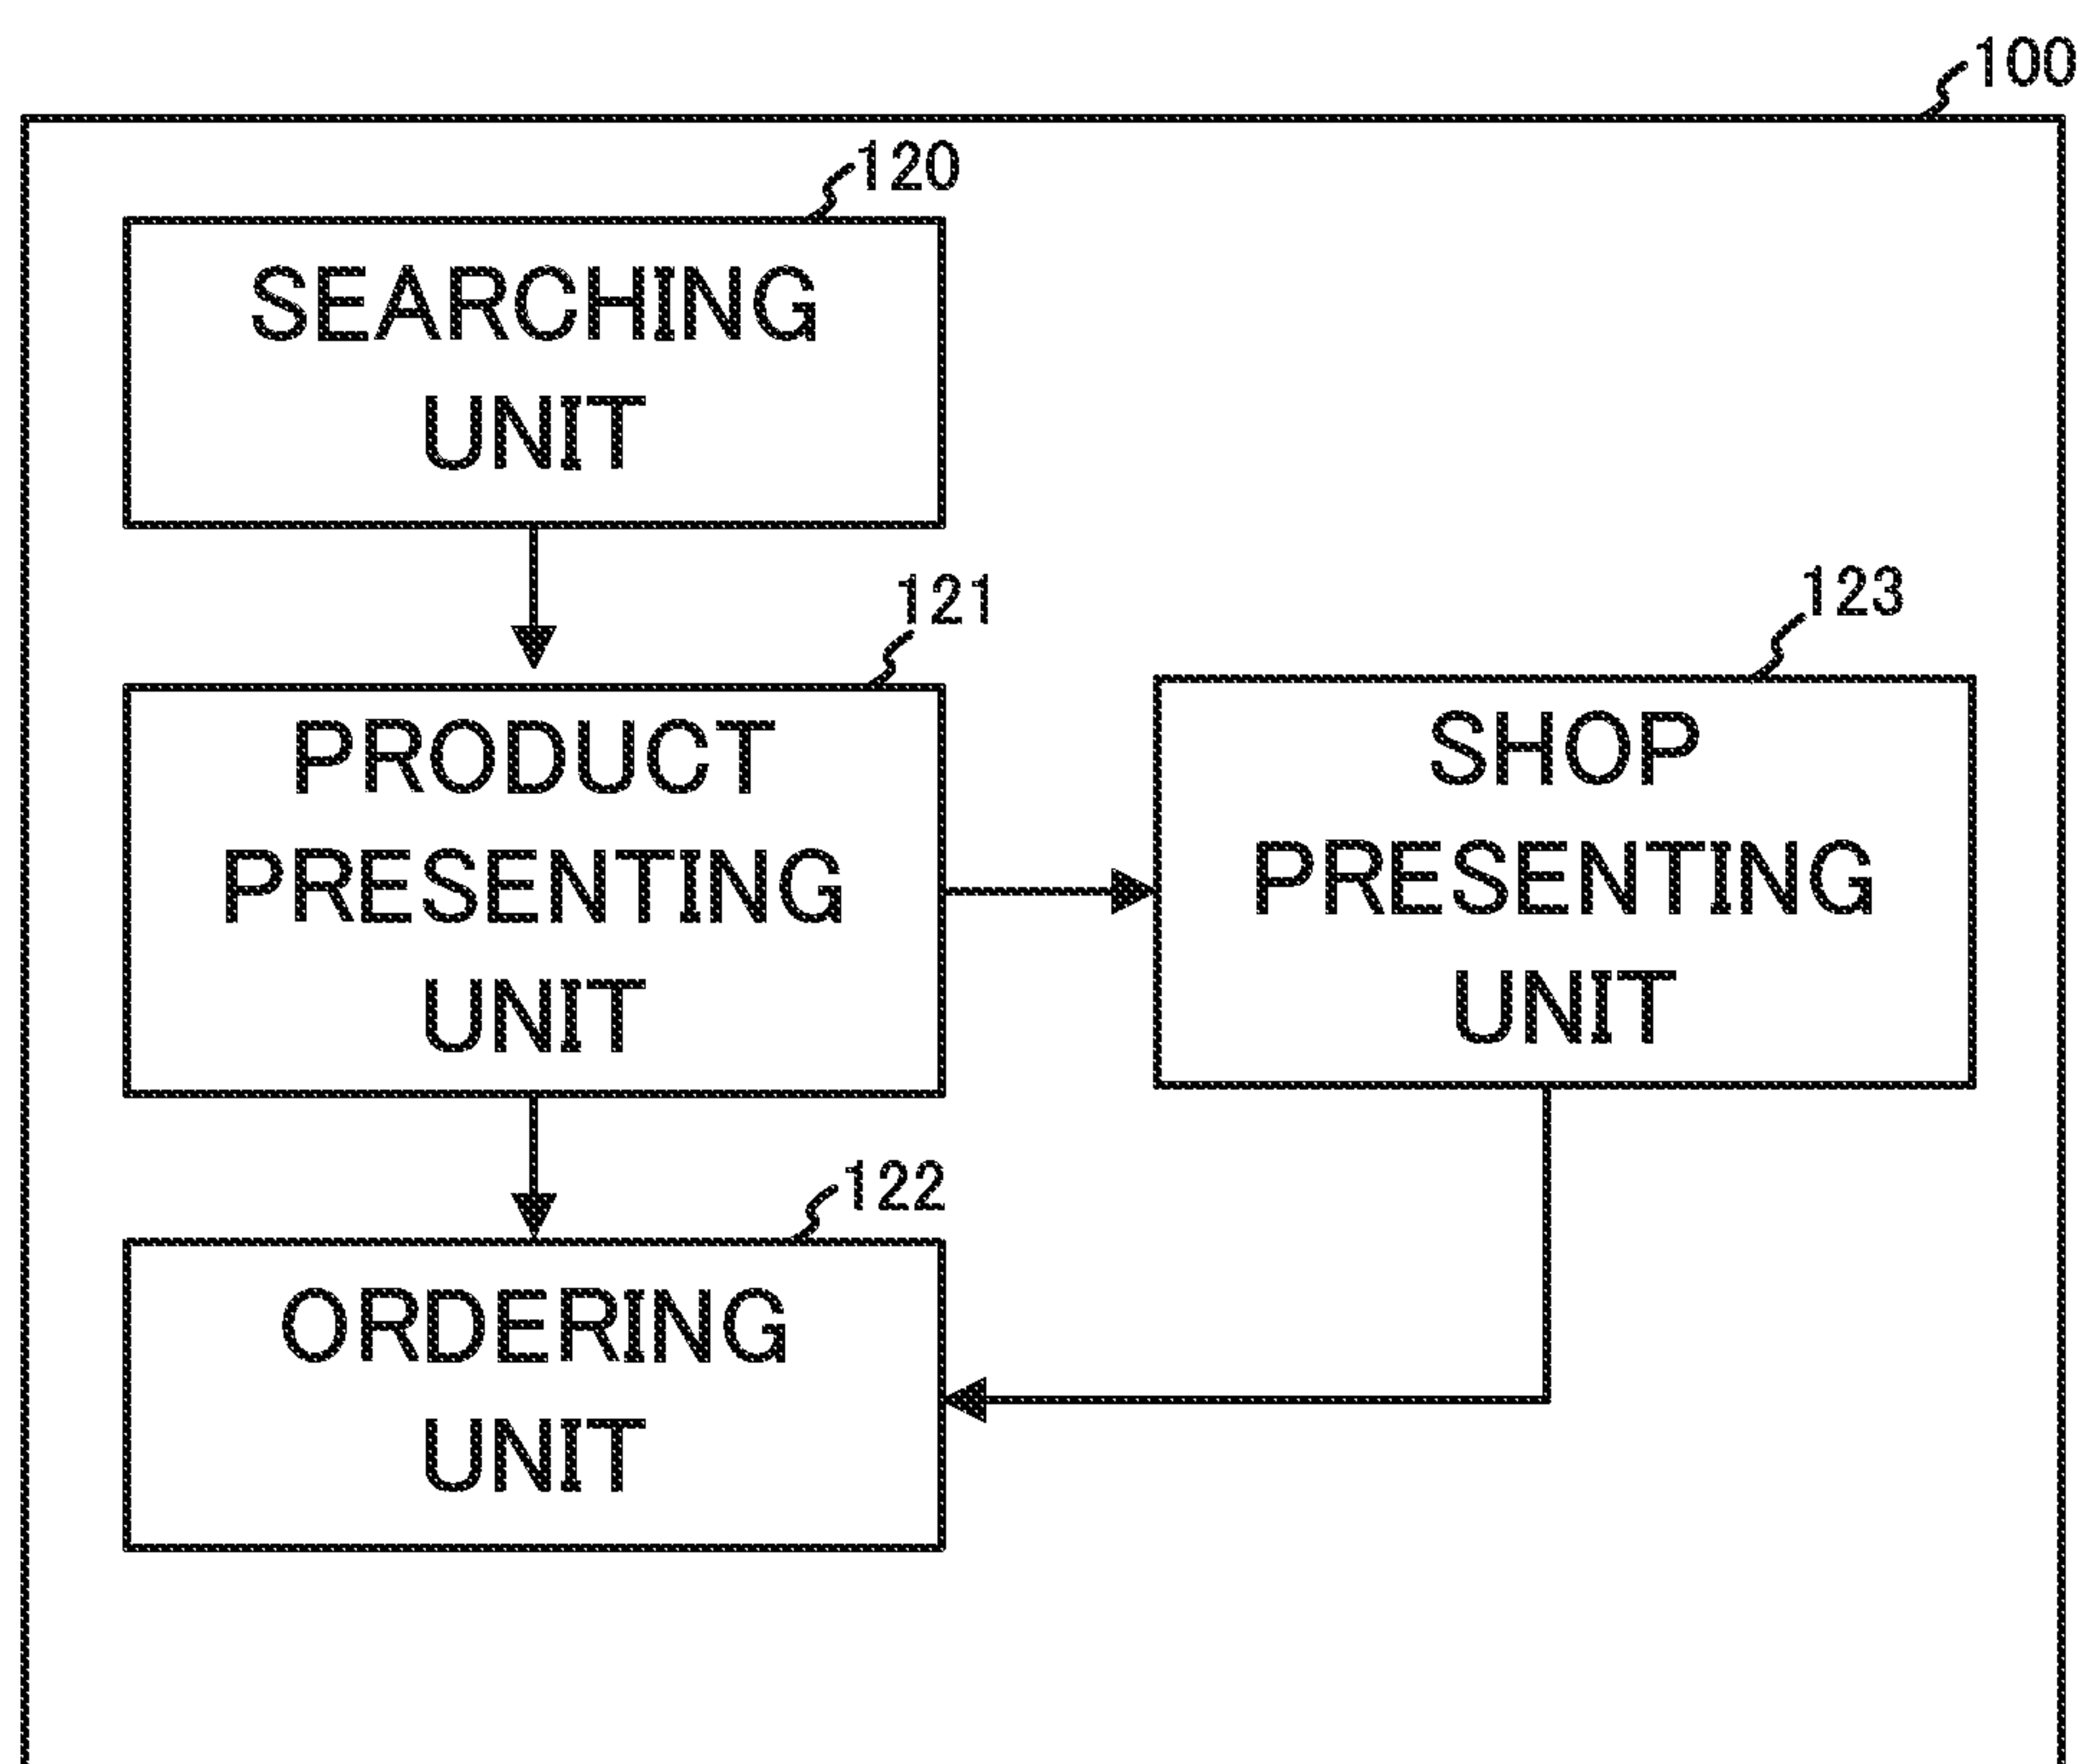 100
120
SEARCHING
UNIT
121
PRODUCT
PRESENTING
UNIT
123
SHOP
PRESENTING
UNIT
122
ORDERING
UNIT